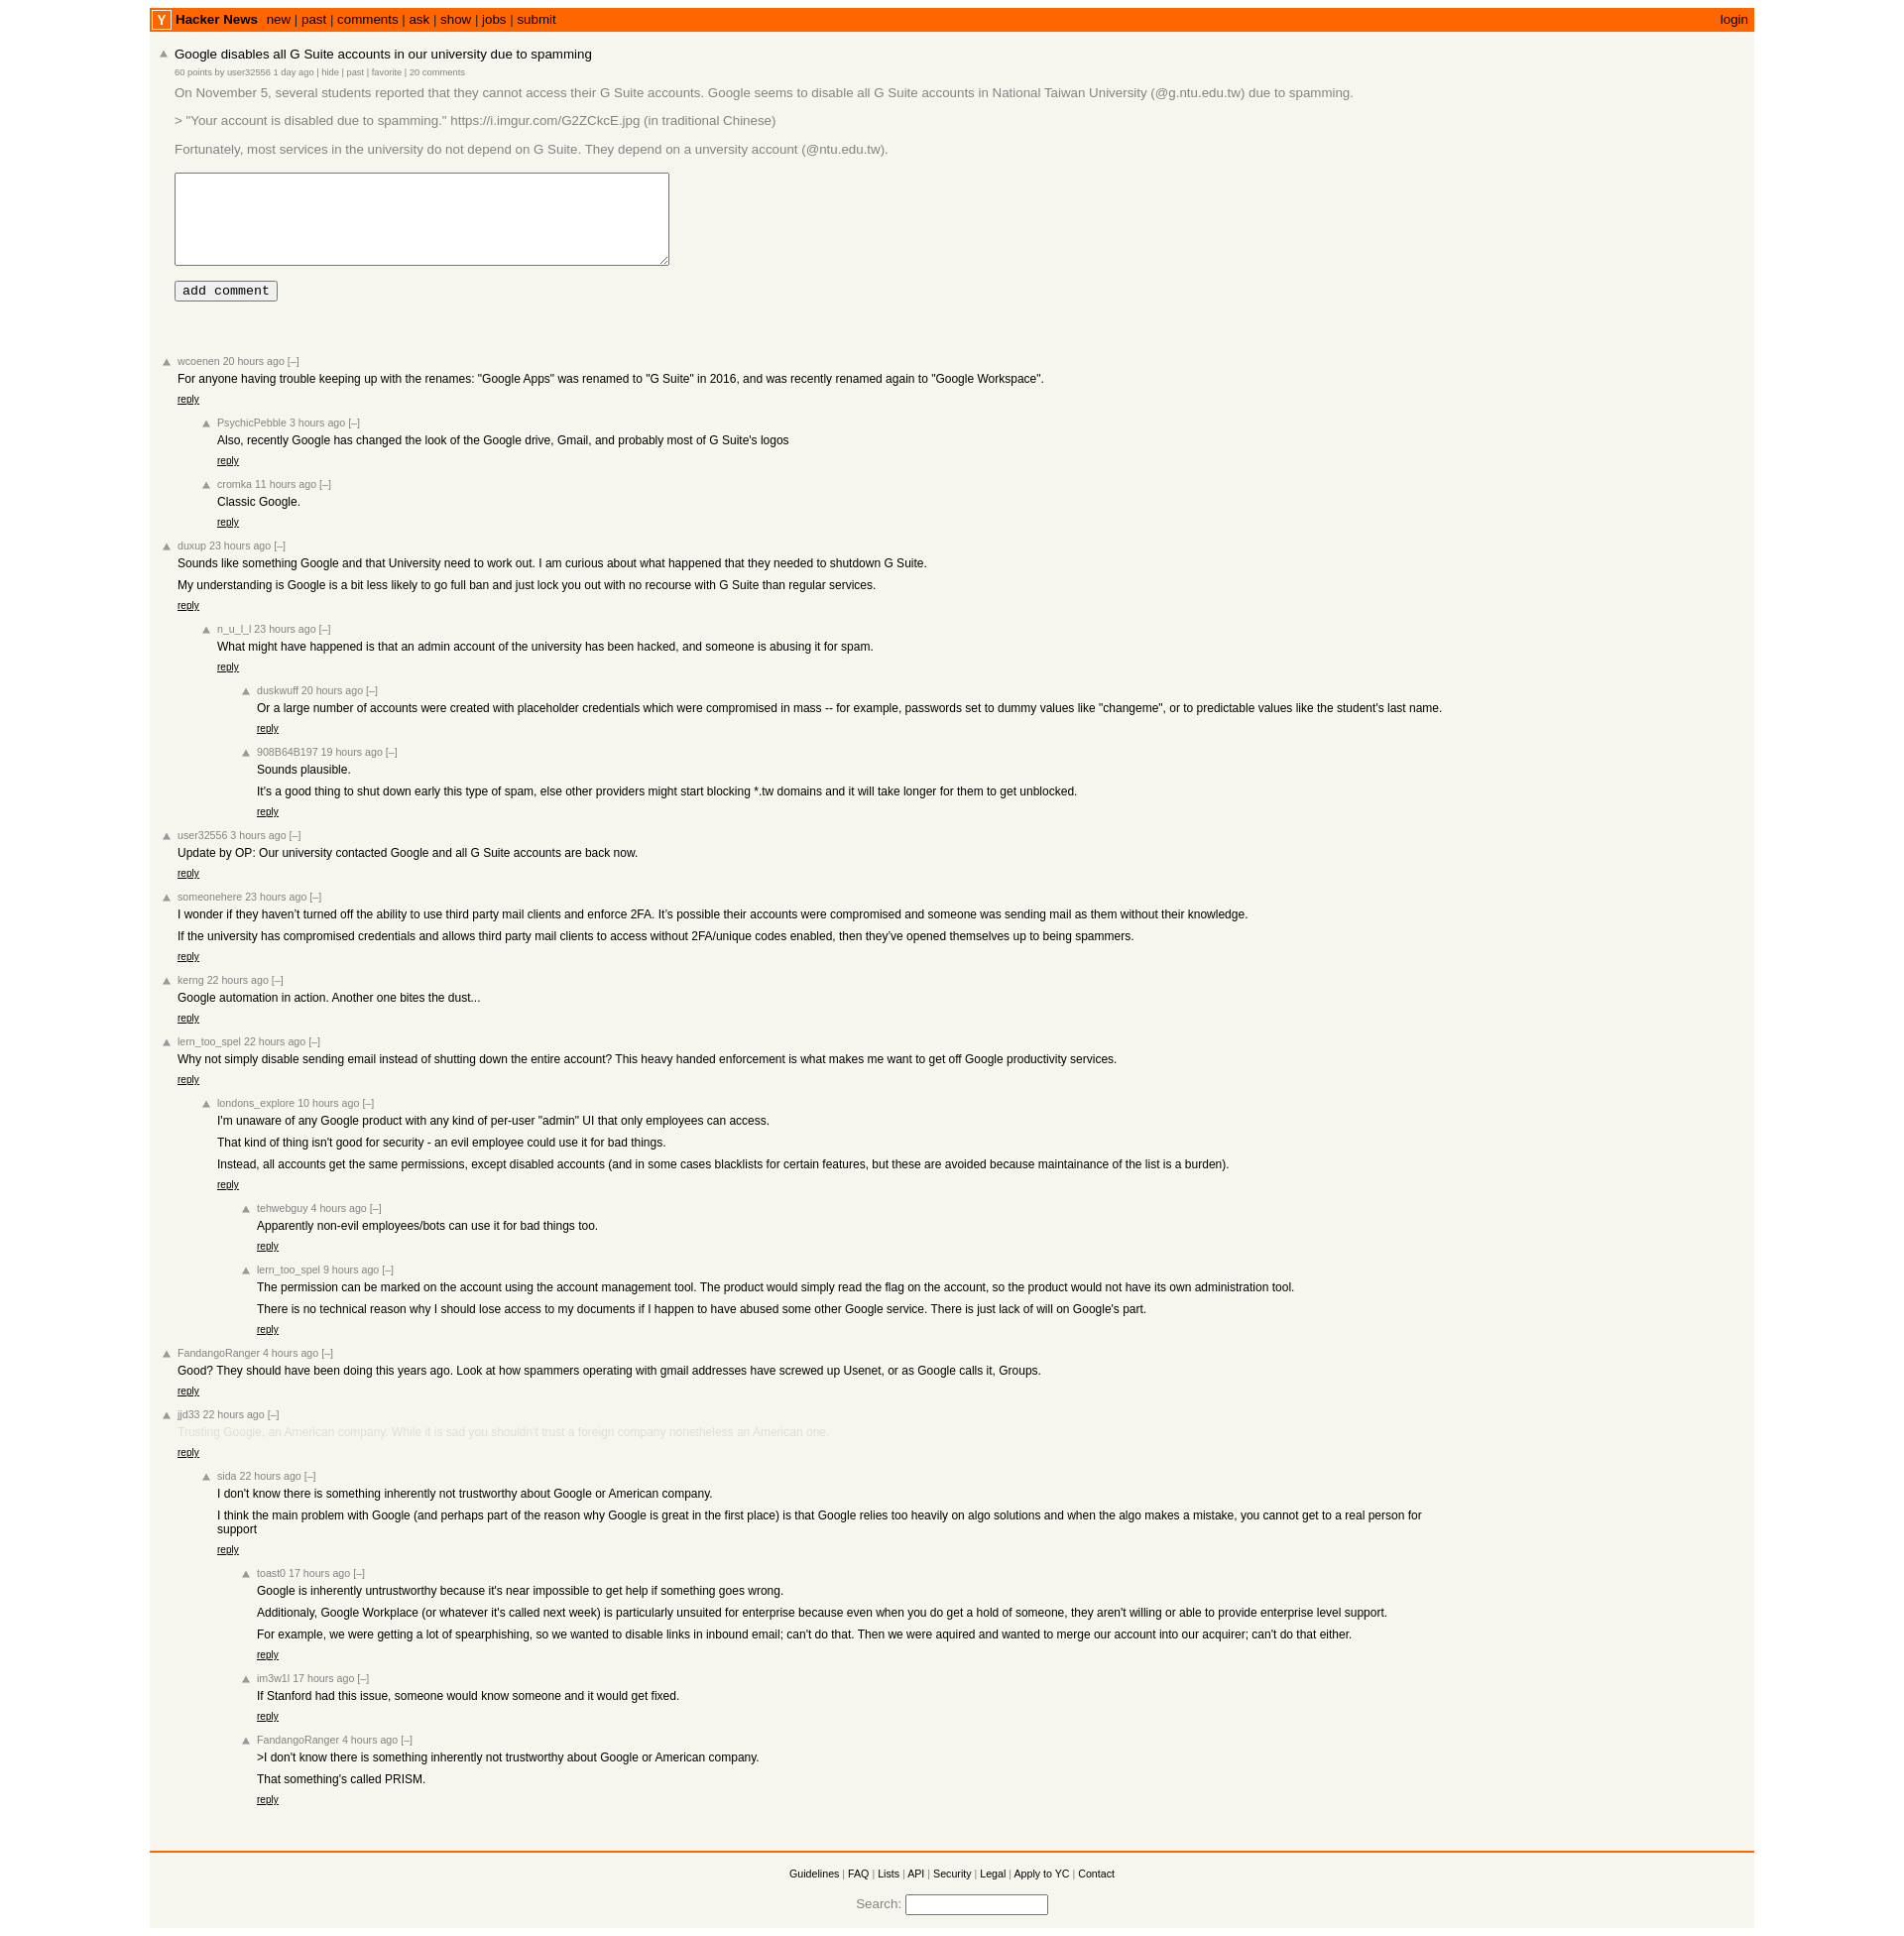 Y Hacker News new | past | comments | ask | show | jobs | submit login
Google disables all G Suite accounts in our university due to spamming
60 points by user32556 1 day ago | hide | past | favorite | 20 comments
On November 5, several students reported that they cannot access their G Suite accounts. Google seems to disable all G Suite accounts in National Taiwan University (@g.ntu.edu.tw) due to spamming.
> "Your account is disabled due to spamming." https://i.imgur.com/G2ZCkcE.jpg (in traditional Chinese)
Fortunately, most services in the university do not depend on G Suite. They depend on a unversity account (@ntu.edu.tw).
add comment
wcoenen 20 hours ago [–]
For anyone having trouble keeping up with the renames: "Google Apps" was renamed to "G Suite" in 2016, and was recently renamed again to "Google Workspace".
reply
PsychicPebble 3 hours ago [–]
Also, recently Google has changed the look of the Google drive, Gmail, and probably most of G Suite's logos
reply
cromka 11 hours ago [–]
Classic Google.
reply
duxup 23 hours ago [–]
Sounds like something Google and that University need to work out. I am curious about what happened that they needed to shutdown G Suite.
My understanding is Google is a bit less likely to go full ban and just lock you out with no recourse with G Suite than regular services.
reply
n_u_l_l 23 hours ago [–]
What might have happened is that an admin account of the university has been hacked, and someone is abusing it for spam.
reply
duskwuff 20 hours ago [–]
Or a large number of accounts were created with placeholder credentials which were compromised in mass -- for example, passwords set to dummy values like "changeme", or to predictable values like the student's last name.
reply
908B64B197 19 hours ago [–]
Sounds plausible.
It's a good thing to shut down early this type of spam, else other providers might start blocking *.tw domains and it will take longer for them to get unblocked.
reply
user32556 3 hours ago [–]
Update by OP: Our university contacted Google and all G Suite accounts are back now.
reply
someonehere 23 hours ago [–]
I wonder if they haven’t turned off the ability to use third party mail clients and enforce 2FA. It’s possible their accounts were compromised and someone was sending mail as them without their knowledge.
If the university has compromised credentials and allows third party mail clients to access without 2FA/unique codes enabled, then they’ve opened themselves up to being spammers.
reply
kerng 22 hours ago [–]
Google automation in action. Another one bites the dust...
reply
lern_too_spel 22 hours ago [–]
Why not simply disable sending email instead of shutting down the entire account? This heavy handed enforcement is what makes me want to get off Google productivity services.
reply
londons_explore 10 hours ago [–]
I'm unaware of any Google product with any kind of per-user "admin" UI that only employees can access.
That kind of thing isn't good for security - an evil employee could use it for bad things.
Instead, all accounts get the same permissions, except disabled accounts (and in some cases blacklists for certain features, but these are avoided because maintainance of the list is a burden).
reply
tehwebguy 4 hours ago [–]
Apparently non-evil employees/bots can use it for bad things too.
reply
lern_too_spel 9 hours ago [–]
The permission can be marked on the account using the account management tool. The product would simply read the flag on the account, so the product would not have its own administration tool.
There is no technical reason why I should lose access to my documents if I happen to have abused some other Google service. There is just lack of will on Google's part.
reply
FandangoRanger 4 hours ago [–]
Good? They should have been doing this years ago. Look at how spammers operating with gmail addresses have screwed up Usenet, or as Google calls it, Groups.
reply
jjd33 22 hours ago [–]
Trusting Google, an American company. While it is sad you shouldn't trust a foreign company nonetheless an American one.
reply
sida 22 hours ago [–]
I don’t know there is something inherently not trustworthy about Google or American company.
I think the main problem with Google (and perhaps part of the reason why Google is great in the first place) is that Google relies too heavily on algo solutions and when the algo makes a mistake, you cannot get to a real person for
support
reply
toast0 17 hours ago [–]
Google is inherently untrustworthy because it's near impossible to get help if something goes wrong.
Additionaly, Google Workplace (or whatever it's called next week) is particularly unsuited for enterprise because even when you do get a hold of someone, they aren't willing or able to provide enterprise level support.
For example, we were getting a lot of spearphishing, so we wanted to disable links in inbound email; can't do that. Then we were aquired and wanted to merge our account into our acquirer; can't do that either.
reply
im3w1l 17 hours ago [–]
If Stanford had this issue, someone would know someone and it would get fixed.
reply
FandangoRanger 4 hours ago [–]
>I don't know there is something inherently not trustworthy about Google or American company.
That something's called PRISM.
reply
Guidelines | FAQ | Lists | API | Security | Legal | Apply to YC | Contact
Search: